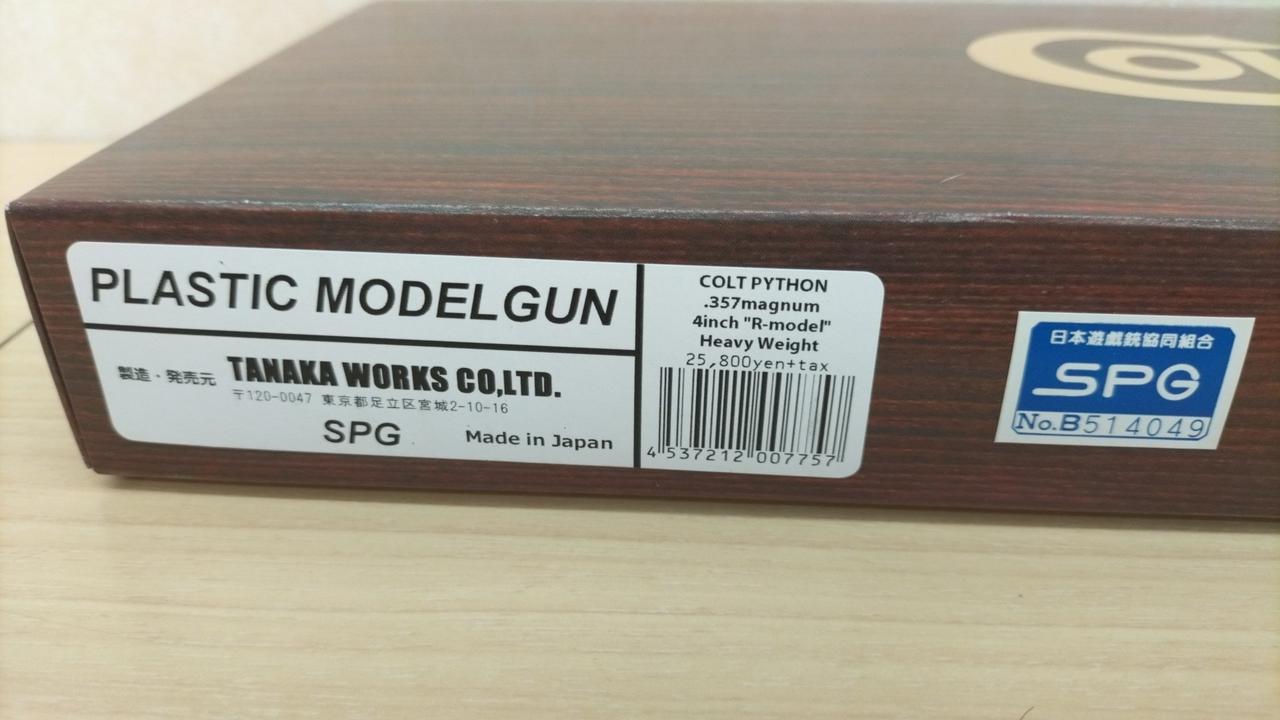 PLASTIC MODELGUN
製造・発売元 TANAKA WORKS CO,LTD.
〒120-0047 東京都足立区宮城2-10-16
SPG Made in Japan
COLT PYTHON
.357magnum
4inch "R-model"
Heavy Weight
25,800yen+tax
4 537212 007757
日本遊戯銃協同組合
SPG
No.B514049